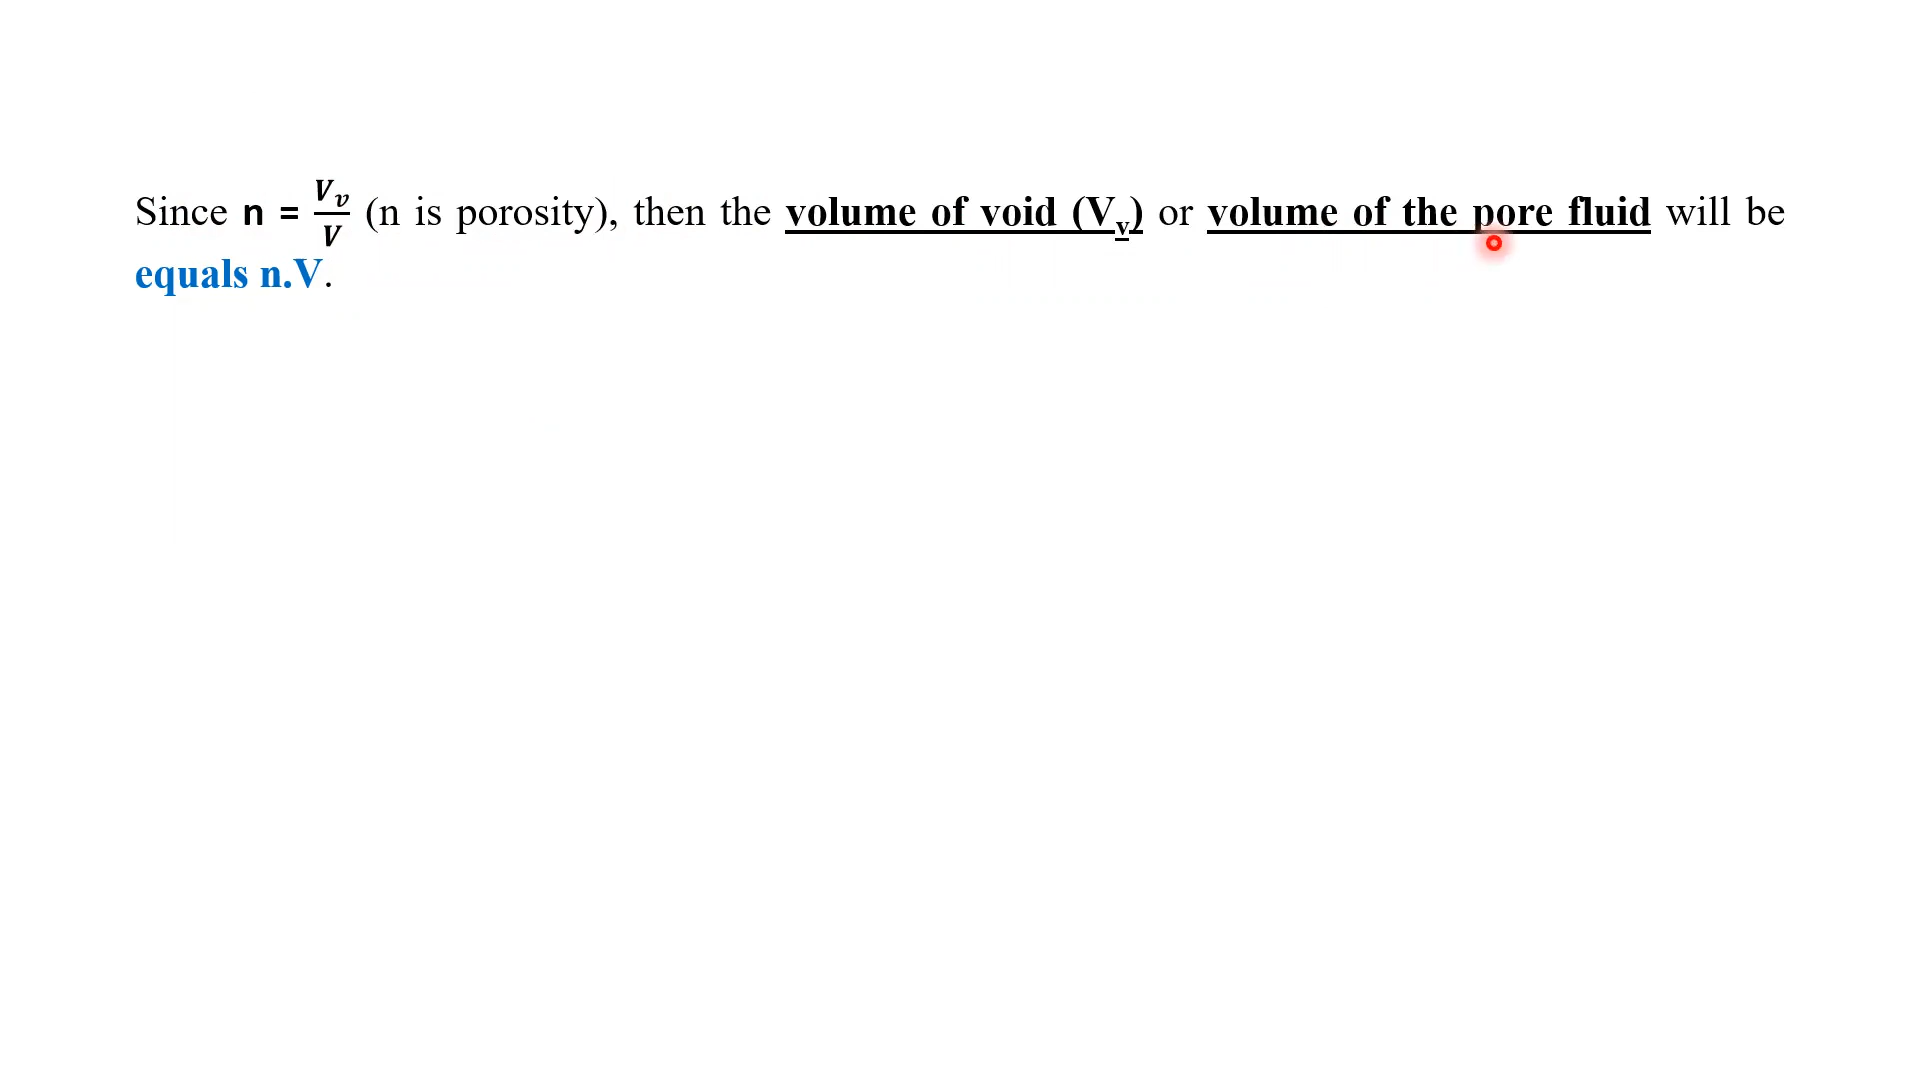 Since n = V_v/V (n is porosity), then the volume of void (V_v) or volume of the pore fluid will be
equals n.V.